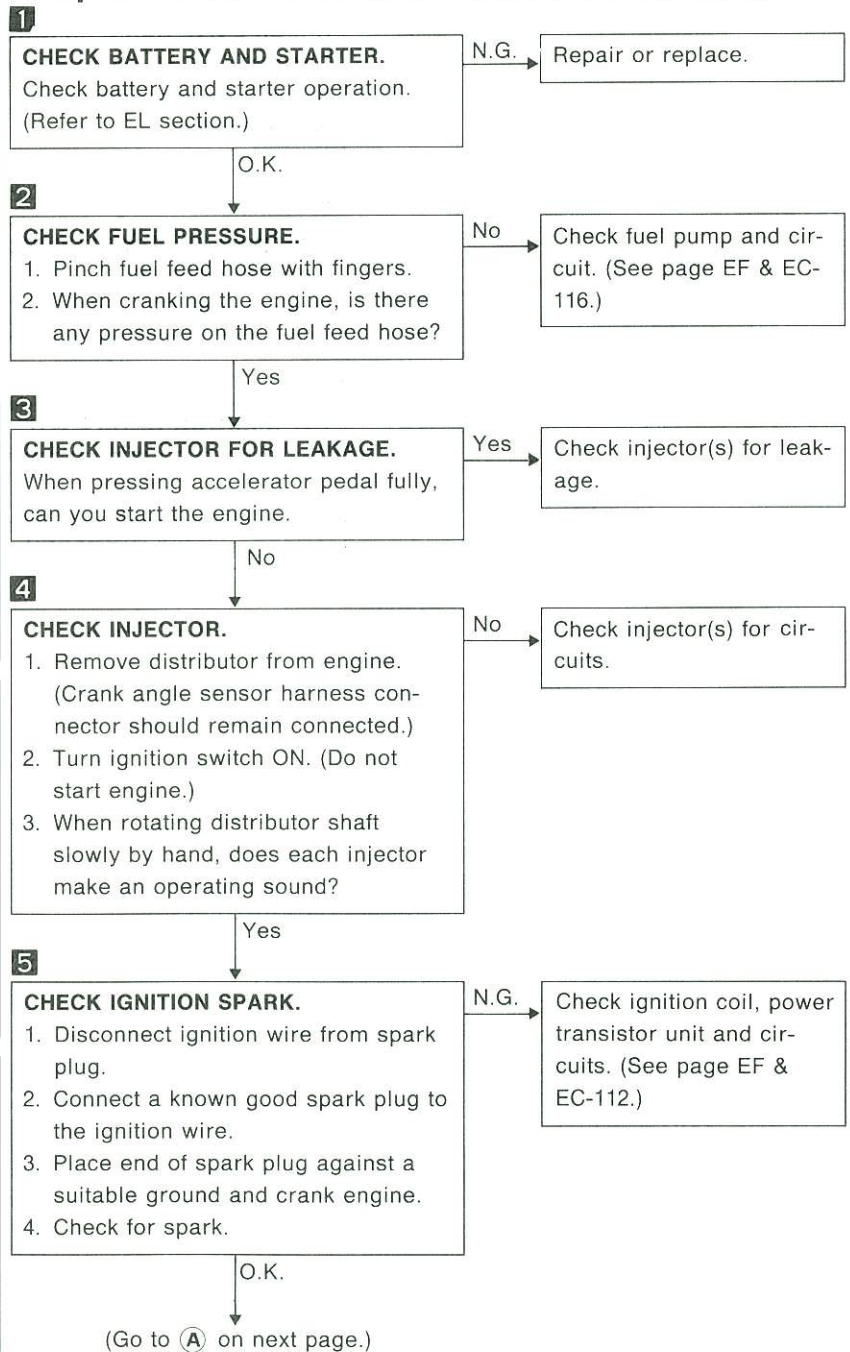 1
CHECK BATTERY AND STARTER.
Check battery and starter operation.
(Refer to EL section.)
N.G.
Repair or replace.
O.K.
2
CHECK FUEL PRESSURE.
1. Pinch fuel feed hose with fingers.
2. When cranking the engine, is there
any pressure on the fuel feed hose?
No
Check fuel pump and cir-
cuit. (See page EF & EC-
116.)
Yes
3
CHECK INJECTOR FOR LEAKAGE.
When pressing accelerator pedal fully,
can you start the engine.
Yes
Check injector(s) for leak-
age.
No
4
CHECK INJECTOR.
1. Remove distributor from engine.
(Crank angle sensor harness con-
nector should remain connected.)
2. Turn ignition switch ON. (Do not
start engine.)
3. When rotating distributor shaft
slowly by hand, does each injector
make an operating sound?
No
Check injector(s) for cir-
cuits.
Yes
5
CHECK IGNITION SPARK.
1. Disconnect ignition wire from spark
plug.
2. Connect a known good spark plug to
the ignition wire.
3. Place end of spark plug against a
suitable ground and crank engine.
4. Check for spark.
N.G.
Check ignition coil, power
transistor unit and cir-
cuits. (See page EF &
EC-112.)
O.K.
(Go to A on next page.)